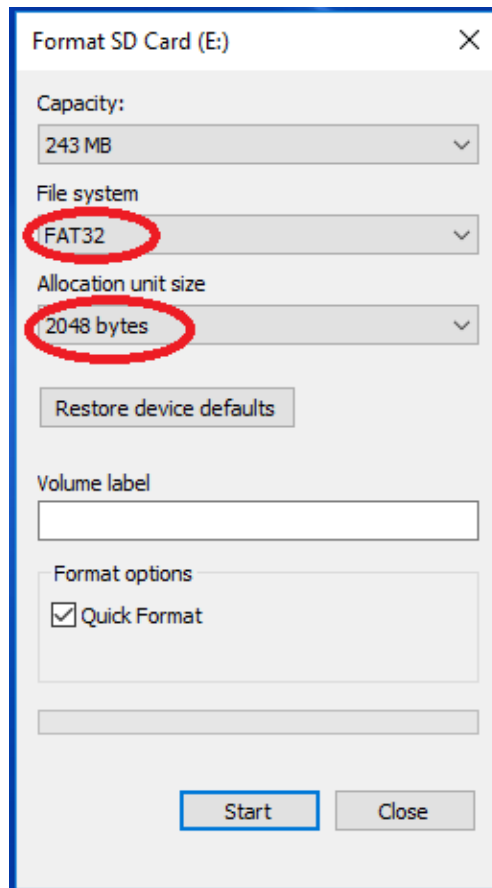 Format SD Card (E:)
Capacity:
243 MB
File system
FAT32
Allocation unit size
2048 bytes
Restore device defaults
Volume label
Format options
Quick Format
Start Close